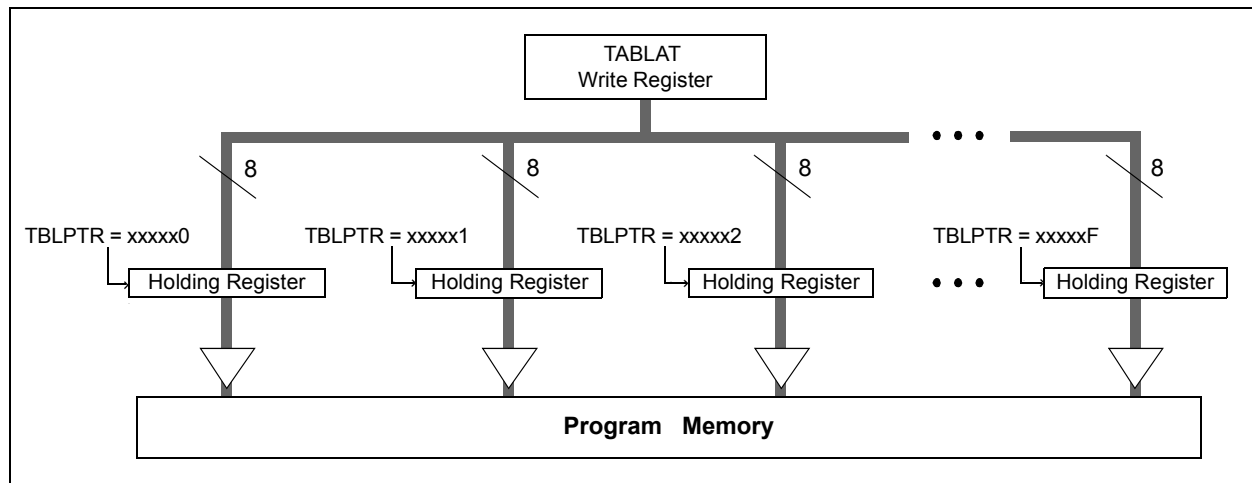 TABLAT
Write Register
8
8
8
8
TBLPTR = xxxxx0
TBLPTR = xxxxx1
TBLPTR = xxxxx2
TBLPTR = xxxxxF
Holding Register
Holding Register
Holding Register
Holding Register
Program Memory